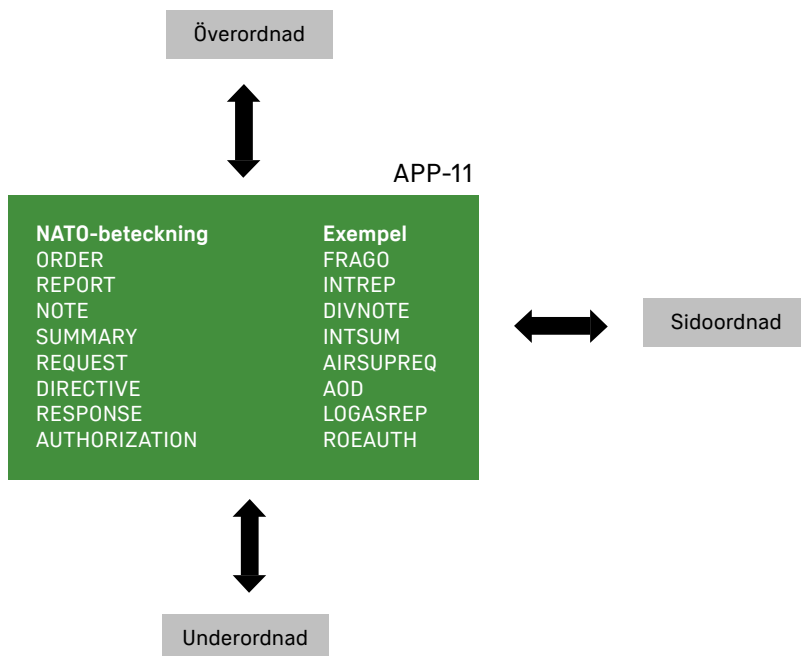 Överordnad
APP-11
NATO-beteckning Exempel
ORDER FRAGO
REPORT INTREP
NOTE DIVNOTE
SUMMARY INTSUM
REQUEST AIRSUPREQ
DIRECTIVE AOD
RESPONSE LOGASREP
AUTHORIZATION ROEAUTH
Sidoordnad
Underordnad